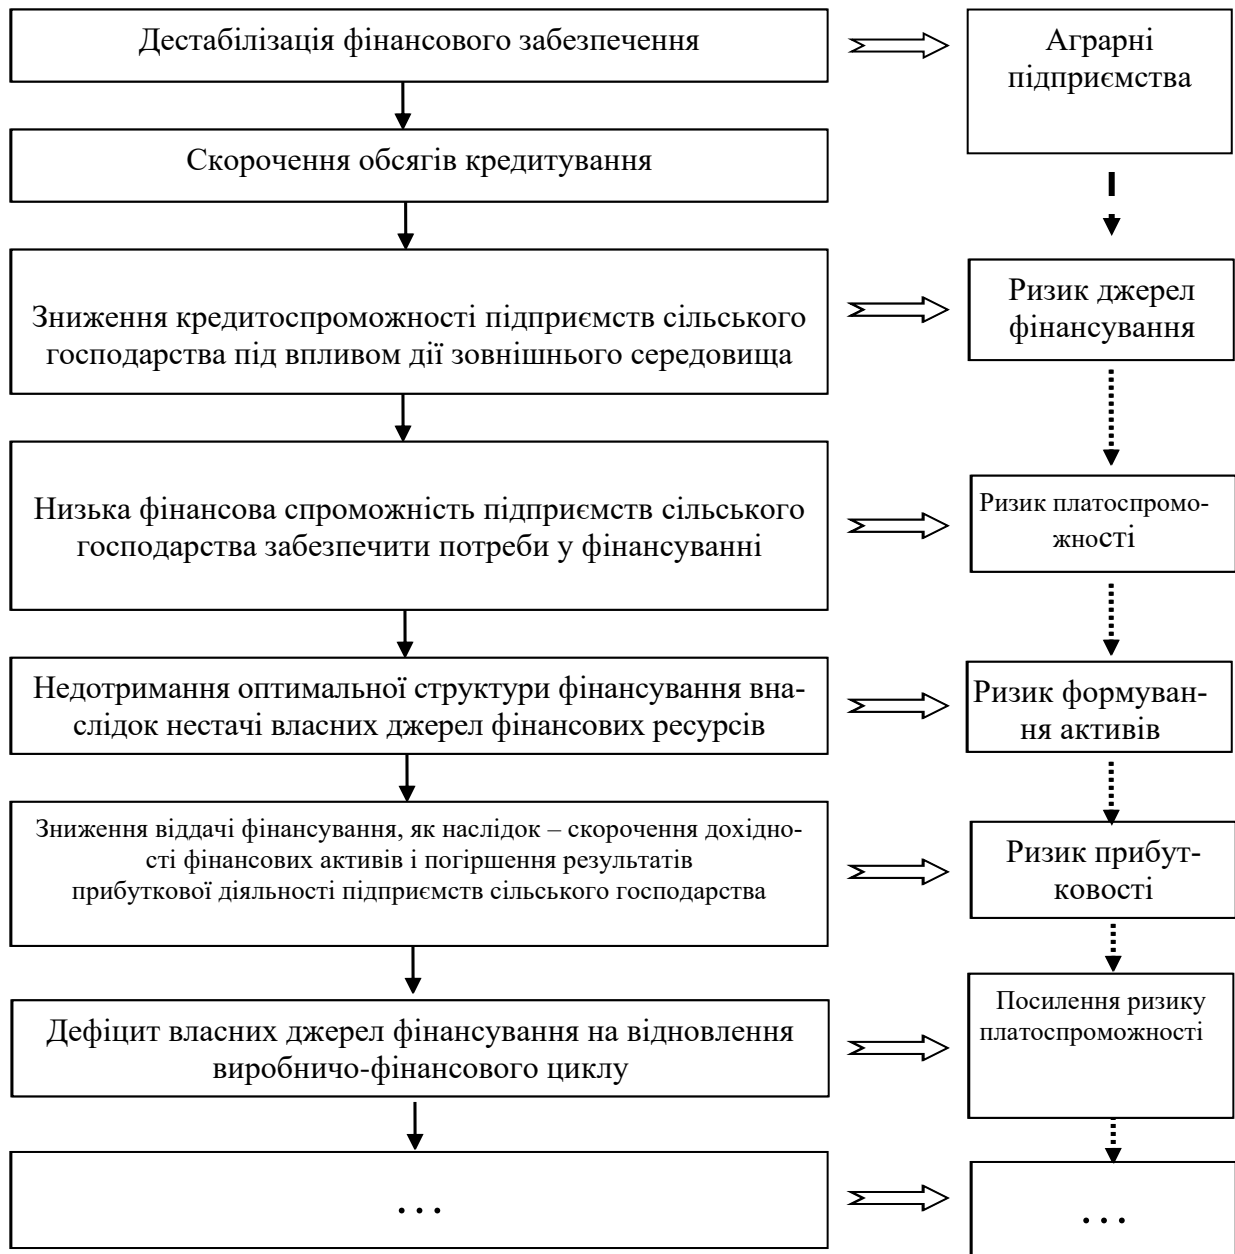 Дестабілізація фінансового забезпечення
Аграрні
підприємства
Скорочення обсягів кредитування
Зниження кредитоспроможності підприємств сільського
господарства під впливом дії зовнішнього середовища
Ризик джерел
фінансування
Низька фінансова спроможність підприємств сільського
господарства забезпечити потреби у фінансуванні
Ризик платоспромо-
жності
Недотримання оптимальної структури фінансування вна-
слідок нестачі власних джерел фінансових ресурсів
Ризик формуван-
ня активів
Зниження віддачі фінансування, як наслідок – скорочення дохідно-
сті фінансових активів і погіршення результатів
прибуткової діяльності підприємств сільського господарства
Ризик прибут-
ковості
Дефіцит власних джерел фінансування на відновлення
виробничо-фінансового циклу
Посилення ризику
платоспроможності
…
…